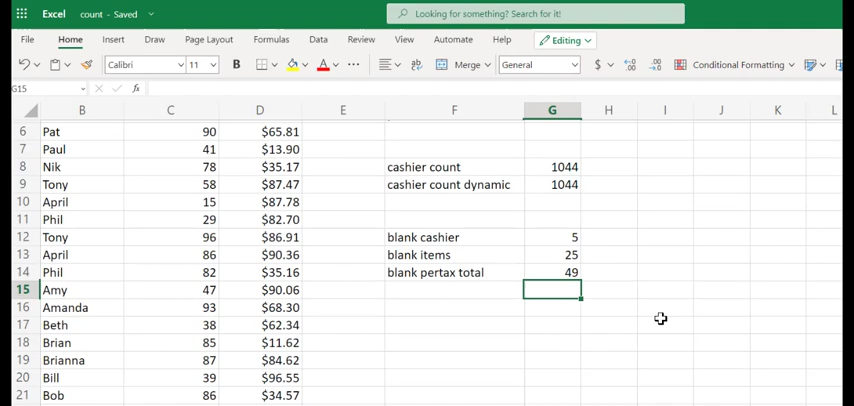 Excel count - Saved Looking for something? Search for it!
File Home Insert Draw Page Layout Formulas Data Review View Automate Help Editing
Calibri 11 B A ab Merge General $ .00 Conditional Formatting
G15 fx
B C D E F G H I J K L
6 Pat 90 $65.81
7 Paul 41 $13.90
8 Nik 78 $35.17 cashier count 1044
9 Tony 58 $87.47 cashier count dynamic 1044
10 April 15 $87.78
11 Phil 29 $82.70
12 Tony 96 $86.91 blank cashier 5
13 April 86 $90.36 blank items 25
14 Phil 82 $35.16 blank pertax total 49
15 Amy 47 $90.06
16 Amanda 93 $68.30
17 Beth 38 $62.34
18 Brian 85 $11.62
19 Brianna 87 $84.62
20 Bill 39 $96.55
21 Bob 86 $34.57